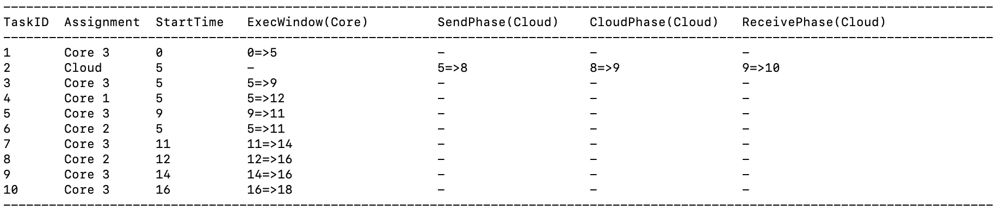 TaskID  Assignment  StartTime   ExecWindow(Core)         SendPhase(Cloud)    CloudPhase(Cloud)   ReceivePhase(Cloud)
1       Core 3      0           0=>5                     –                   –                   –
2       Cloud       5           –                        5=>8                8=>9                9=>10
3       Core 3      5           5=>9                     –                   –                   –
4       Core 1      5           5=>12                    –                   –                   –
5       Core 3      9           9=>11                    –                   –                   –
6       Core 2      5           5=>11                    –                   –                   –
7       Core 3      11          11=>14                   –                   –                   –
8       Core 2      12          12=>16                   –                   –                   –
9       Core 3      14          14=>16                   –                   –                   –
10      Core 3      16          16=>18                   –                   –                   –